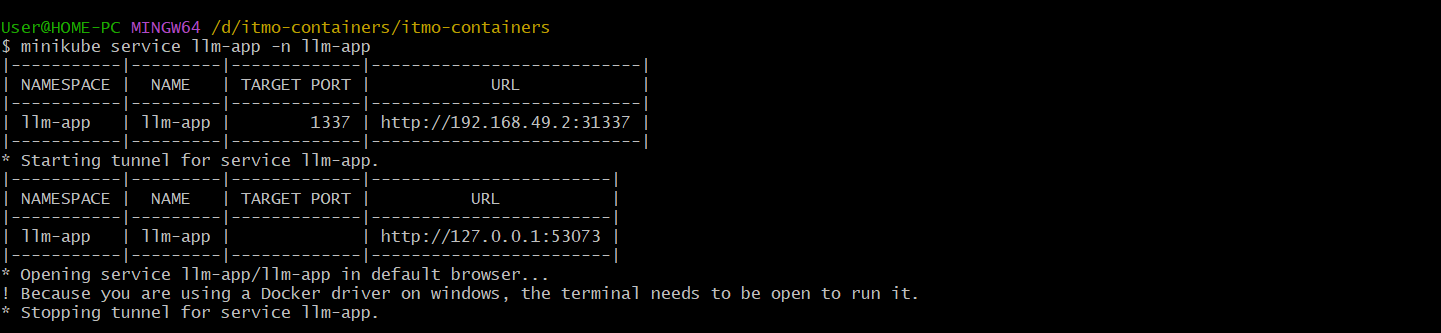 User@HOME-PC MINGW64 /d/itmo-containers/itmo-containers
$ minikube service llm-app -n llm-app
|-----------|---------|-------------|---------------------------|
| NAMESPACE |  NAME   | TARGET PORT |            URL            |
|-----------|---------|-------------|---------------------------|
| llm-app   | llm-app |        1337 | http://192.168.49.2:31337 |
|-----------|---------|-------------|---------------------------|
* Starting tunnel for service llm-app.
|-----------|---------|-------------|------------------------|
| NAMESPACE |  NAME   | TARGET PORT |          URL           |
|-----------|---------|-------------|------------------------|
| llm-app   | llm-app |             | http://127.0.0.1:53073 |
|-----------|---------|-------------|------------------------|
* Opening service llm-app/llm-app in default browser...
! Because you are using a Docker driver on windows, the terminal needs to be open to run it.
* Stopping tunnel for service llm-app.